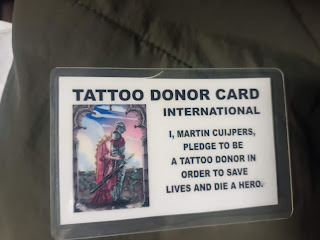 TATTOO DONOR CARD
INTERNATIONAL
I, MARTIN CUIJPERS,
PLEDGE TO BE
A TATTOO DONOR IN
ORDER TO SAVE
LIVES AND DIE A HERO.